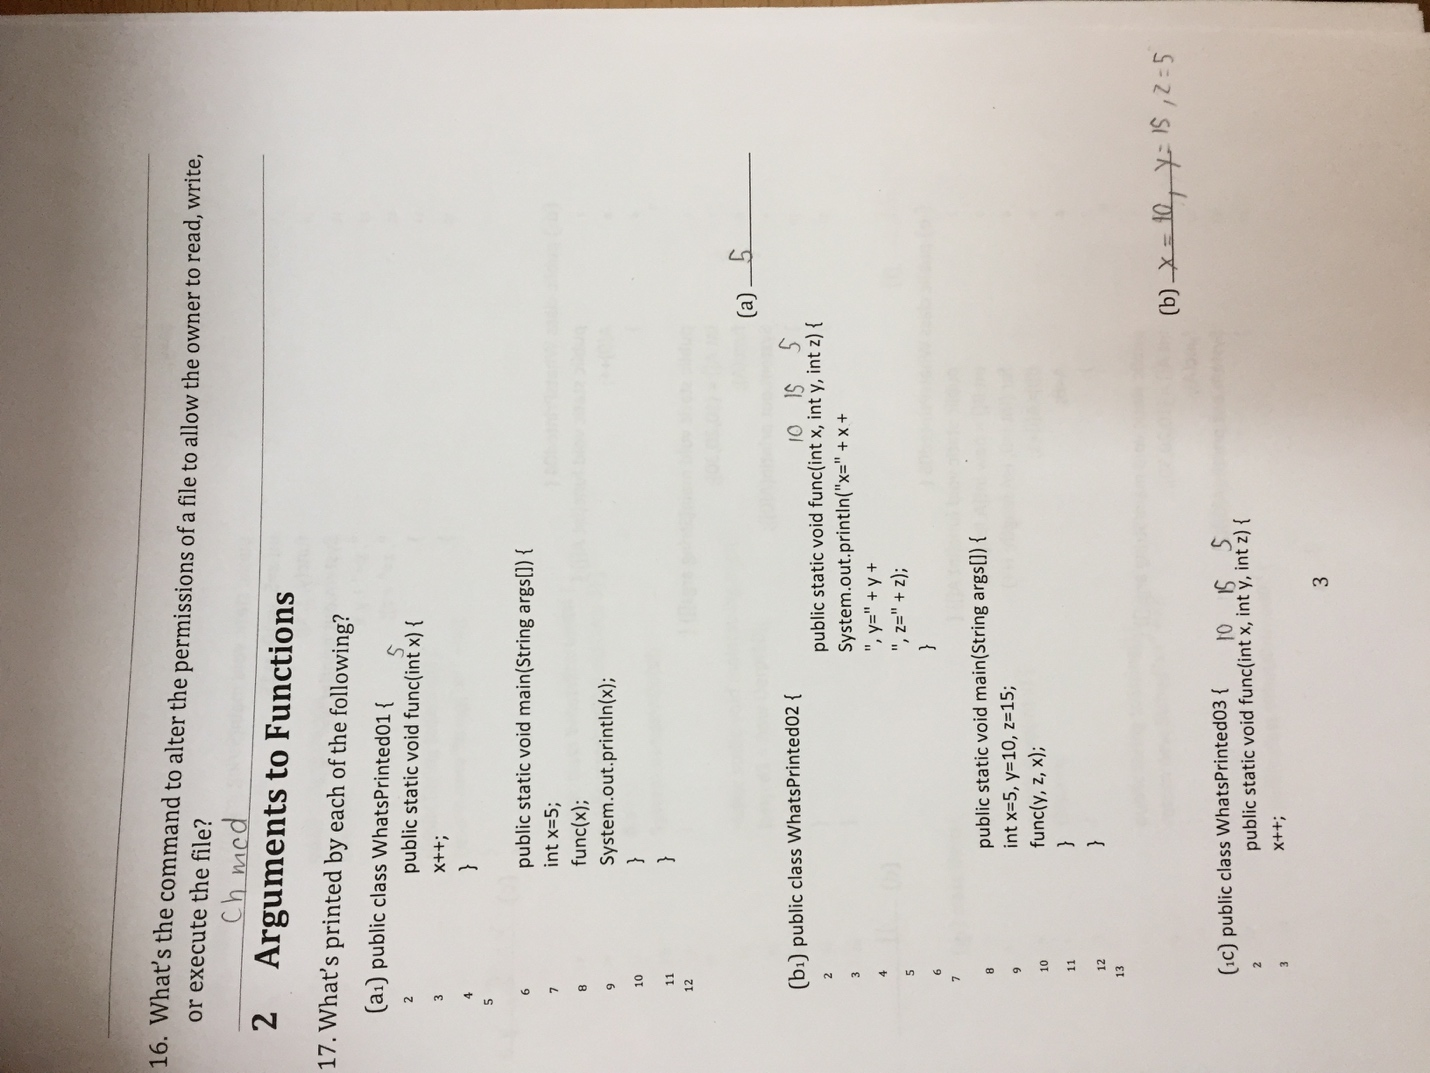 16. What's the command to alter the permissions of a file to allow the owner to read, write,
or execute the file?
chmod
2 Arguments to Functions
17. What's printed by each of the following?
(a1) public class WhatsPrinted01 {
5
2 public static void func(int x) {
3 x++;
4 }
5
6 public static void main(String args[]) {
7 int x=5;
8 func(x);
9 System.out.println(x);
10 }
11 }
12
(a) 5
(b1) public class WhatsPrinted02 {
10 15 5
2 public static void func(int x, int y, int z) {
3 System.out.println("x=" + x +
4 ", y=" + y +
5 ", z=" + z);
6 }
7
8 public static void main(String args[]) {
9 int x=5, y=10, z=15;
10 func(y, z, x);
11 }
12 }
13
(b) x = 10, y = 15, z = 5
(1c) public class WhatsPrinted03 {
10 15 5
2 public static void func(int x, int y, int z) {
3 x++;
3